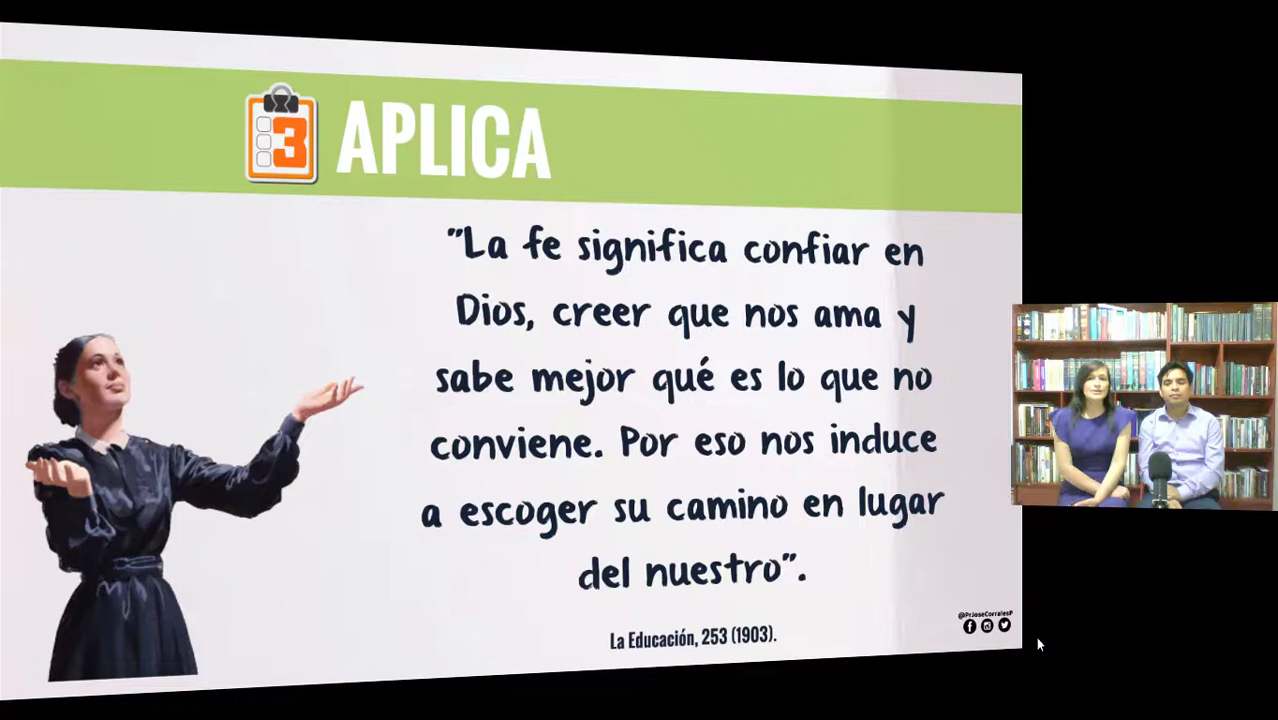 3 APLICA
"La fe significa confiar en
Dios, creer que nos ama y
sabe mejor qué es lo que no
conviene. Por eso nos induce
a escoger su camino en lugar
del nuestro".
La Educación, 253 (1903).
@PrJoseCorralesP